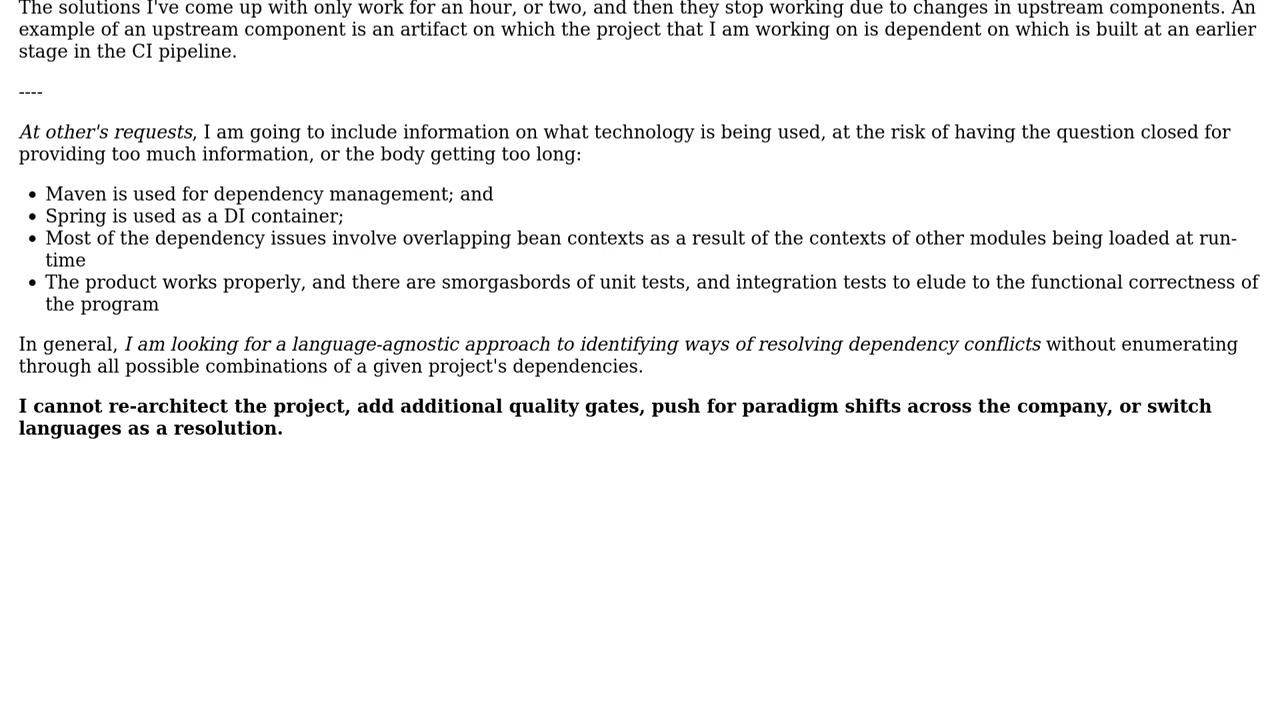 The solutions I've come up with only work for an hour, or two, and then they stop working due to changes in upstream components. An
example of an upstream component is an artifact on which the project that I am working on is dependent on which is built at an earlier
stage in the CI pipeline.
----
At other's requests, I am going to include information on what technology is being used, at the risk of having the question closed for
providing too much information, or the body getting too long:
• Maven is used for dependency management; and
• Spring is used as a DI container;
• Most of the dependency issues involve overlapping bean contexts as a result of the contexts of other modules being loaded at run-
time
• The product works properly, and there are smorgasbords of unit tests, and integration tests to elude to the functional correctness of
the program
In general, I am looking for a language-agnostic approach to identifying ways of resolving dependency conflicts without enumerating
through all possible combinations of a given project's dependencies.
I cannot re-architect the project, add additional quality gates, push for paradigm shifts across the company, or switch
languages as a resolution.